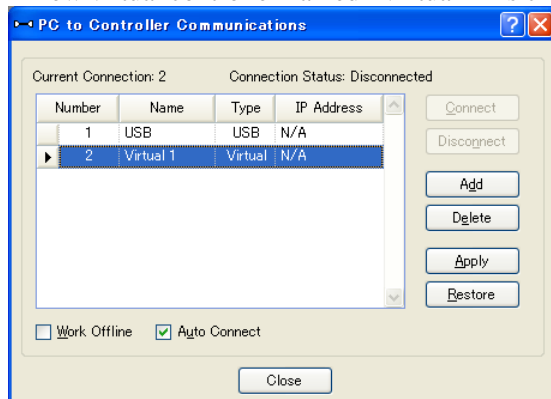 PC to Controller Communications
Current Connection: 2 Connection Status: Disconnected
Number Name Type IP Address
1 USB USB N/A
2 Virtual 1 Virtual N/A
Connect
Disconnect
Add
Delete
Apply
Restore
Work Offline Auto Connect
Close